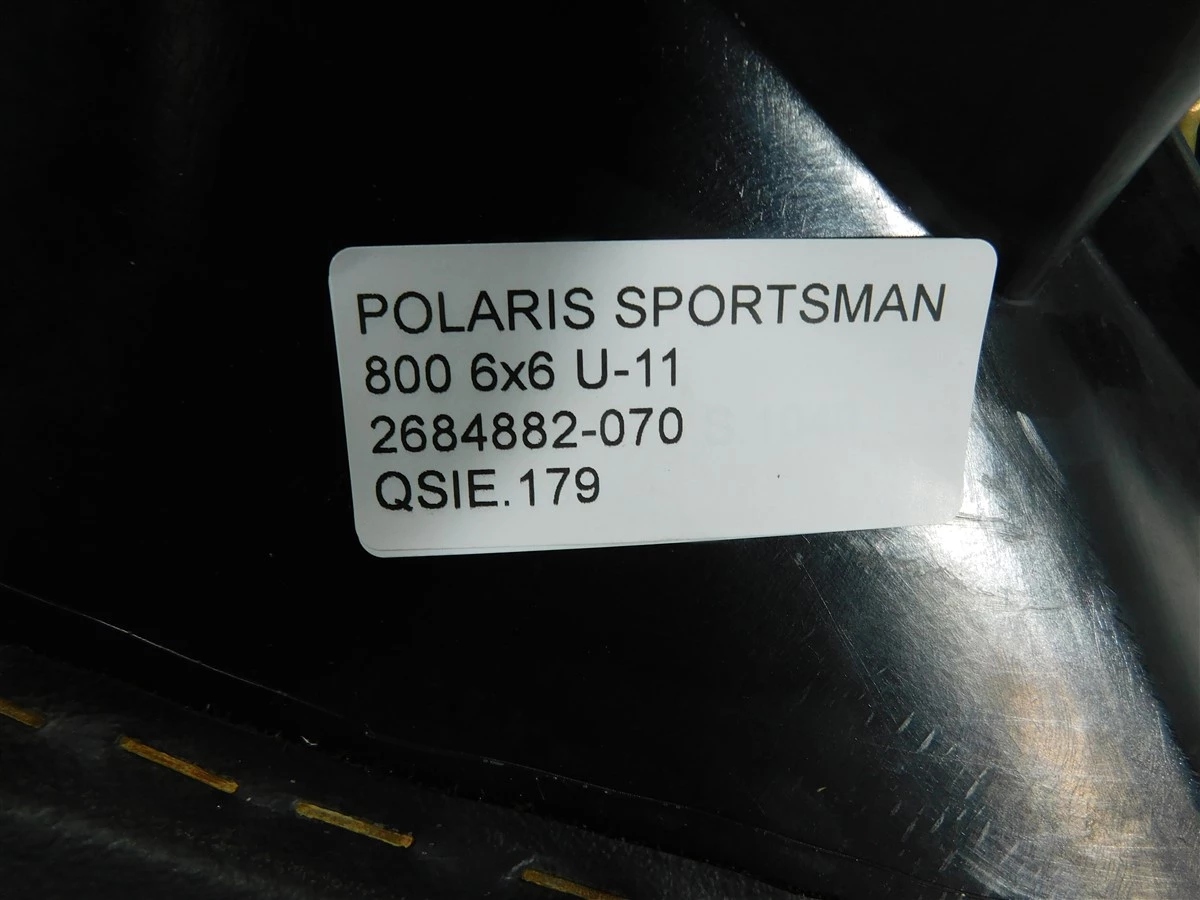 POLARIS SPORTSMAN
800 6x6 U-11
2684882-070
QSIE.179